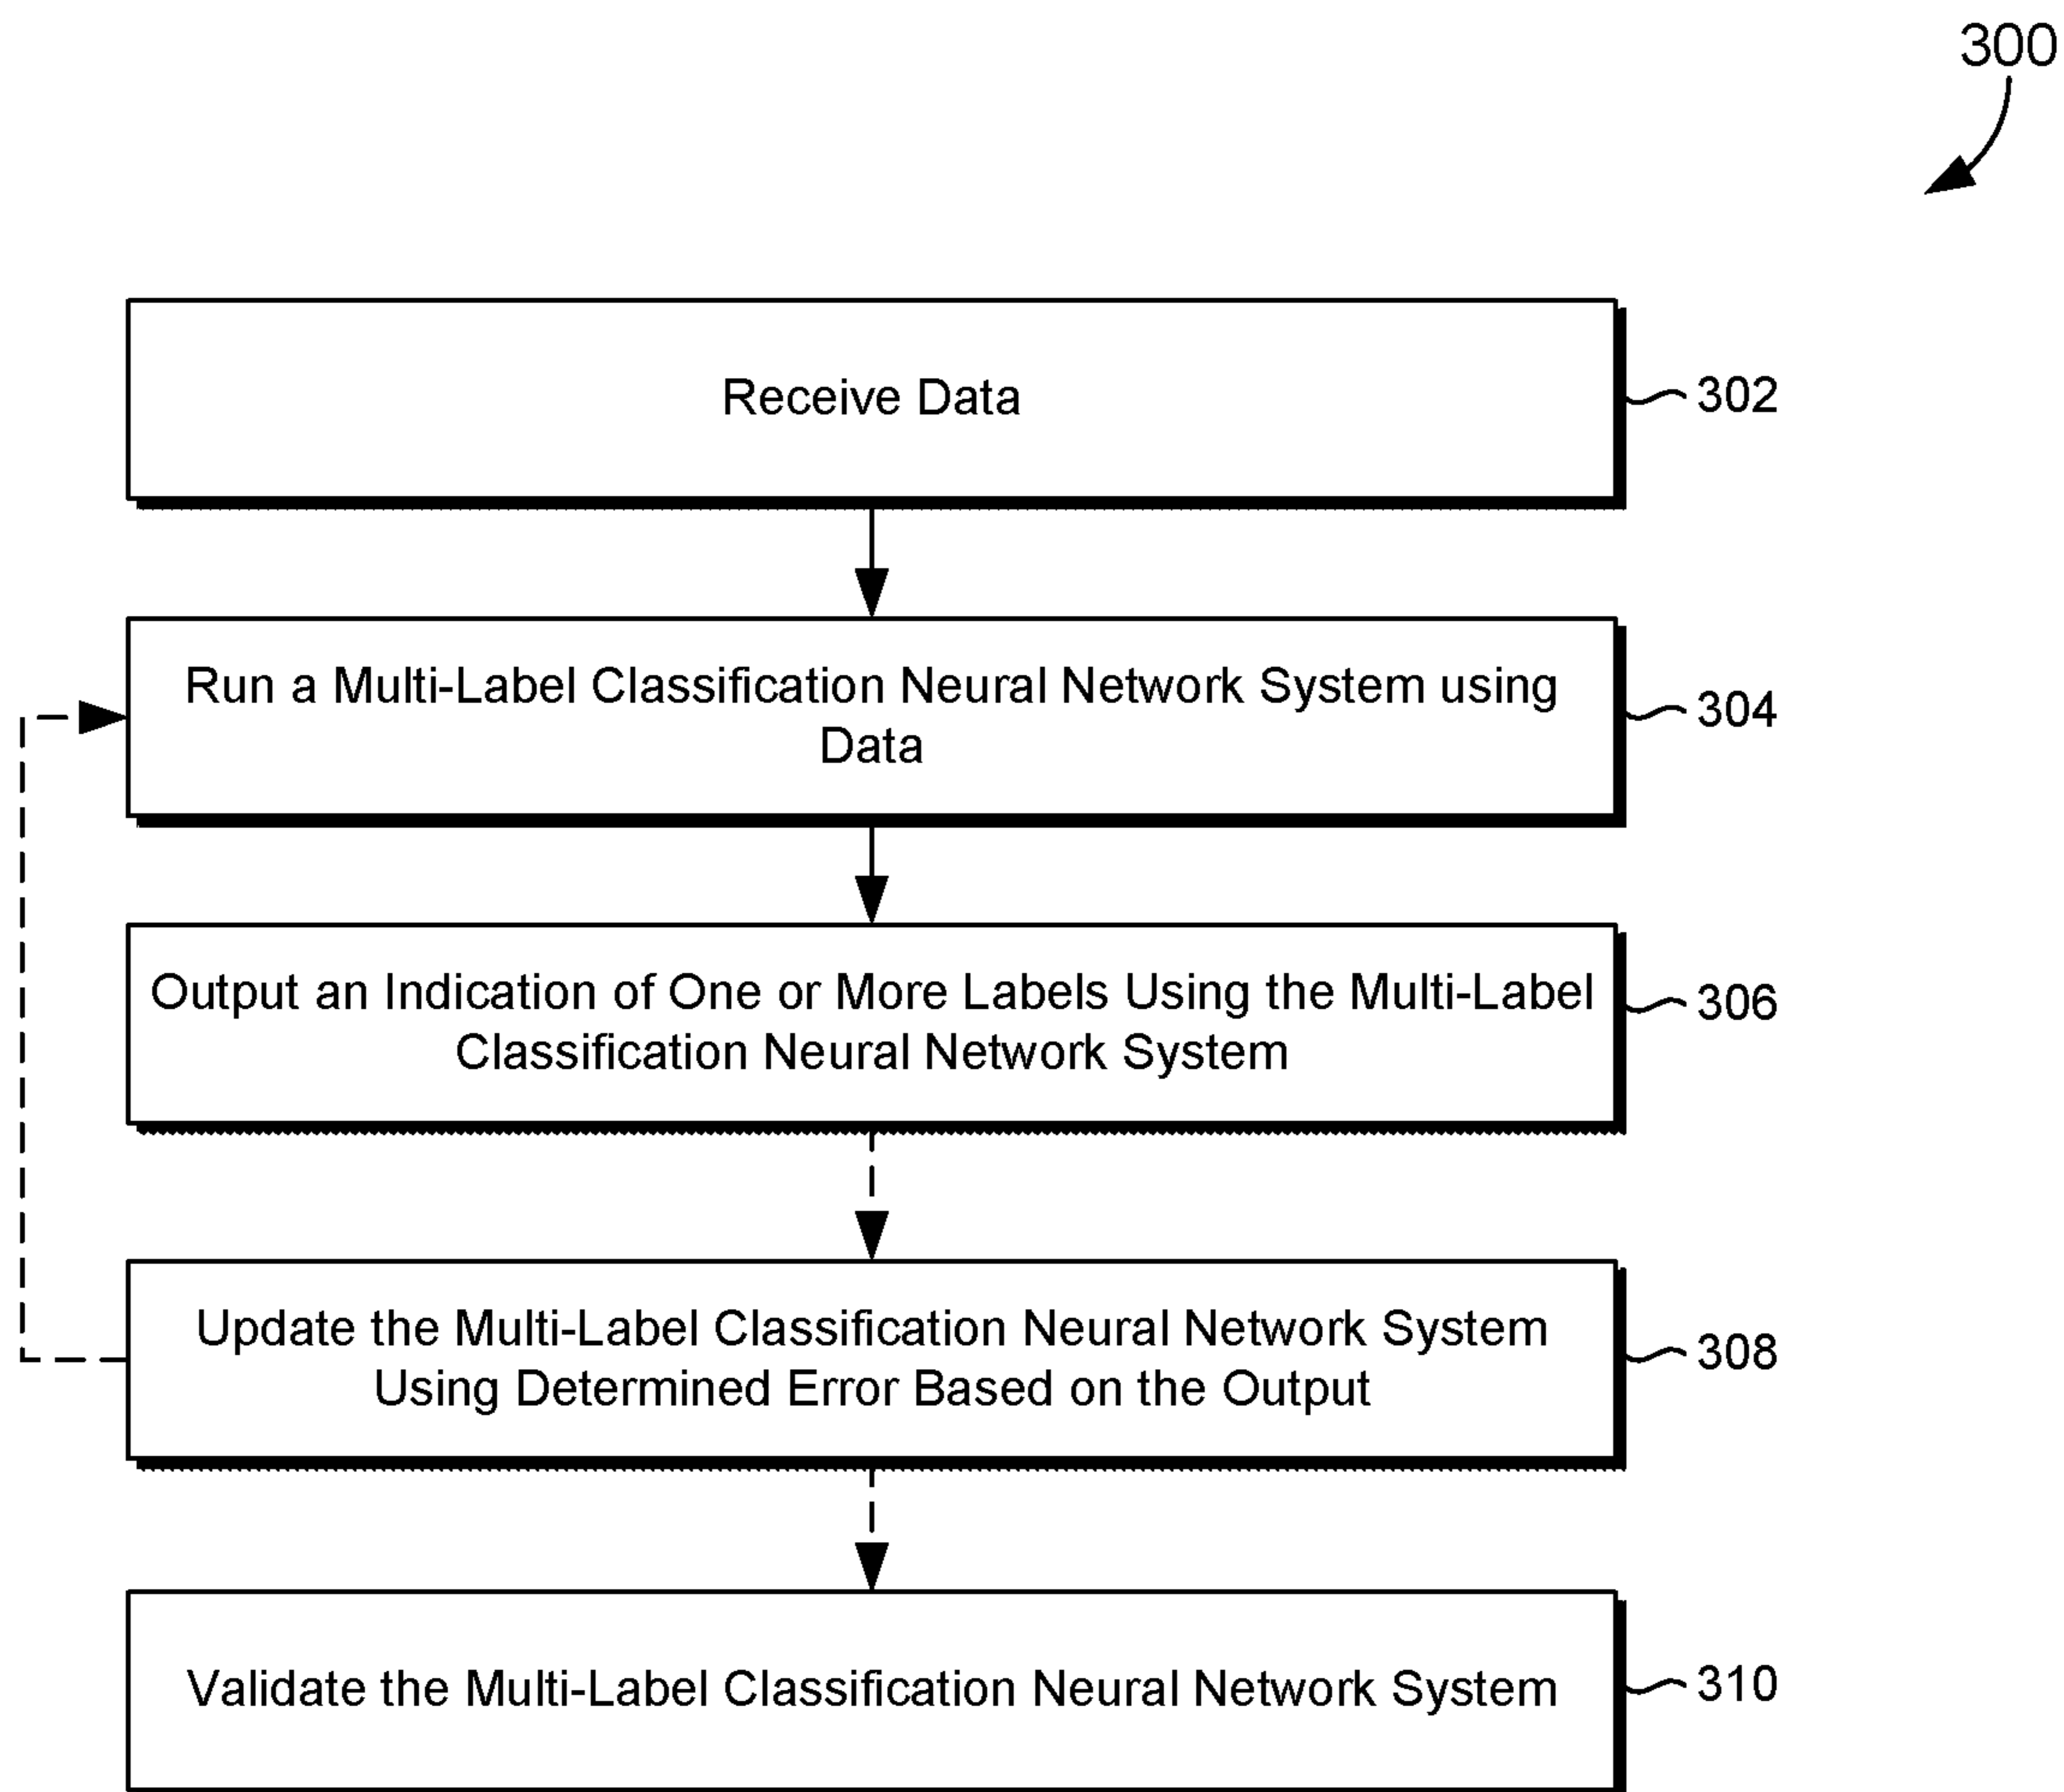 300
Receive Data
302
Run a Multi-Label Classification Neural Network System using
Data
304
Output an Indication of One or More Labels Using the Multi-Label
Classification Neural Network System
306
Update the Multi-Label Classification Neural Network System
Using Determined Error Based on the Output
308
Validate the Multi-Label Classification Neural Network System
310